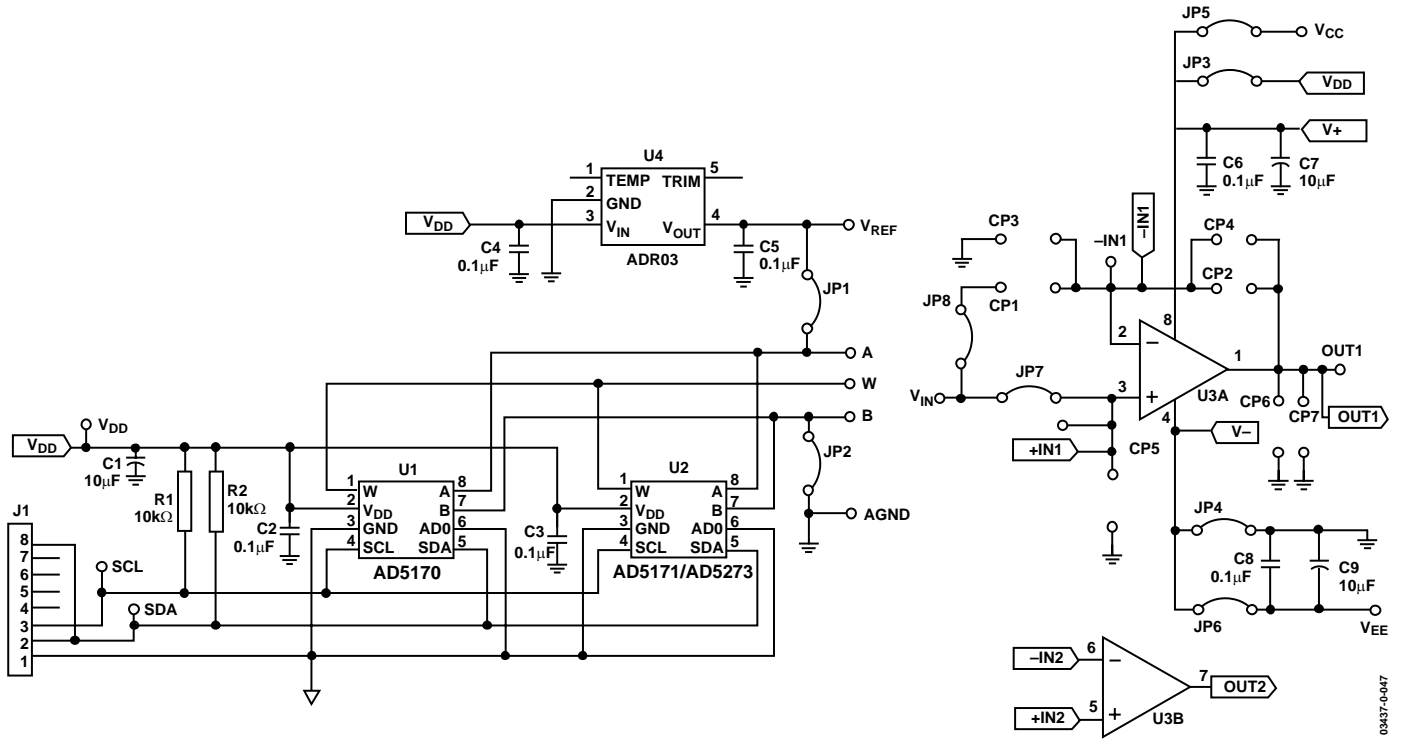 JP5
VCC
JP3
VDD
V+
C6
0.1µF
C7
10µF
U4
1
TEMP
TRIM
5
2
GND
3
VIN
VOUT
4
ADR03
VDD
C4
0.1µF
C5
0.1µF
VREF
JP1
A
W
B
JP2
AGND
VDD
VDD
C1
10µF
R1
10kΩ
R2
10kΩ
C2
0.1µF
U1
1
W
A
8
2
VDD
B
7
3
GND
AD0
6
4
SCL
SDA
5
AD5170
C3
0.1µF
U2
1
W
A
8
2
VDD
B
7
3
GND
AD0
6
4
SCL
SDA
5
AD5171/AD5273
J1
8
7
6
5
4
3
2
1
SCL
SDA
CP3
–IN1
–IN1
CP4
CP2
CP1
JP8
JP7
VIN
2
–
8
3
+
4
1
U3A
OUT1
CP6
CP7
OUT1
V–
+IN1
CP5
JP4
C8
0.1µF
C9
10µF
JP6
VEE
–IN2
6
–
+IN2
5
+
7
OUT2
U3B
03437-0-047